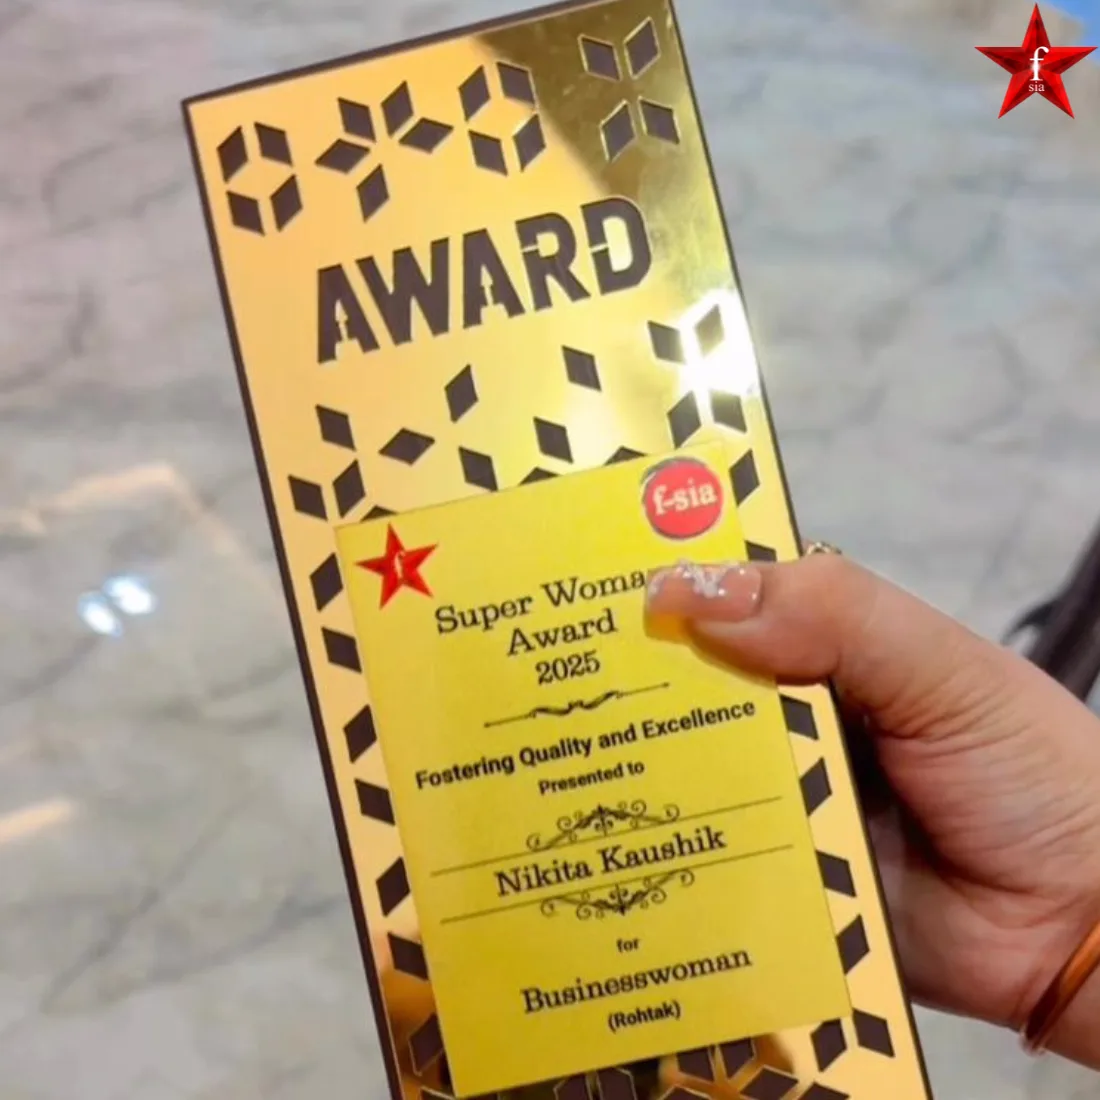 f
sia
AWARD
f-sia
f
Super Woma
Award
2025
Fostering Quality and Excellence
Presented to
Nikita Kaushik
for
Businesswoman
(Rohtak)